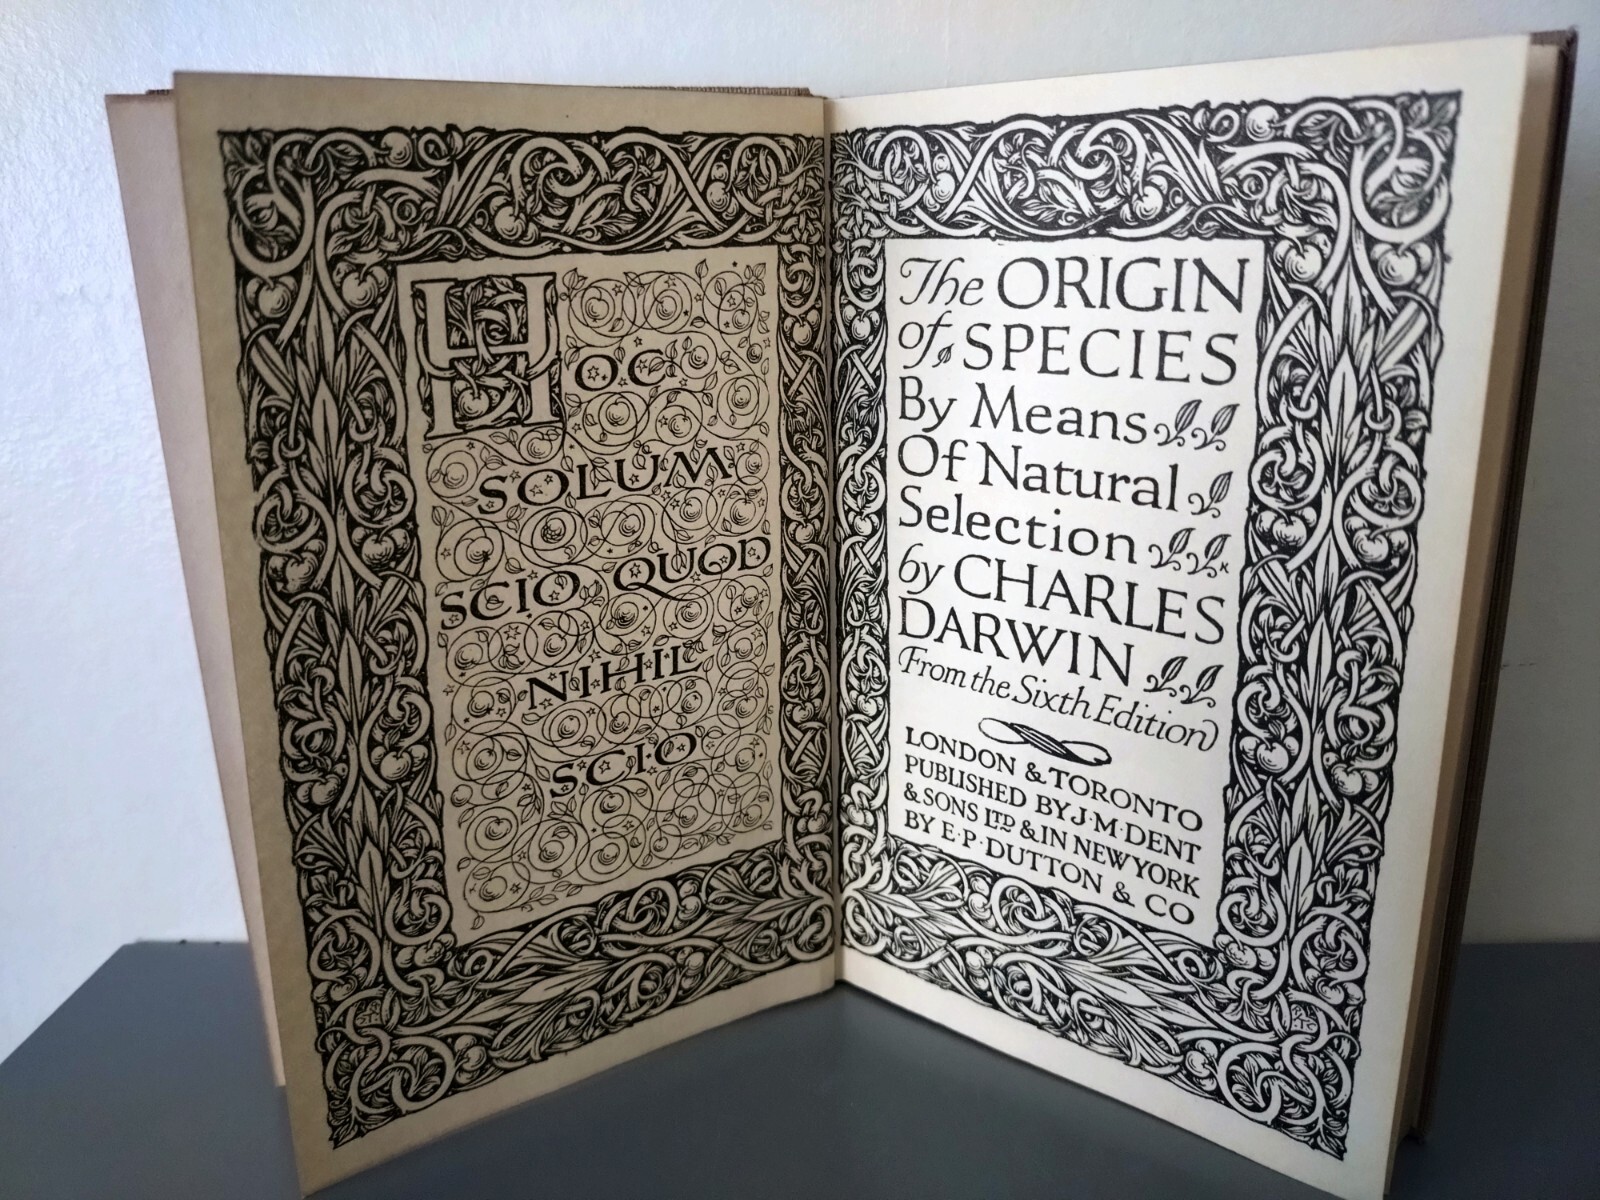 HOC
SOLUM
SCIO QUOD
NIHIL
SCIO
The ORIGIN
of SPECIES
By Means
Of Natural
Selection
by CHARLES
DARWIN
From the Sixth Edition
LONDON & TORONTO
PUBLISHED BY J·M·DENT
& SONS LTD & IN NEW YORK
BY E·P·DUTTON & CO